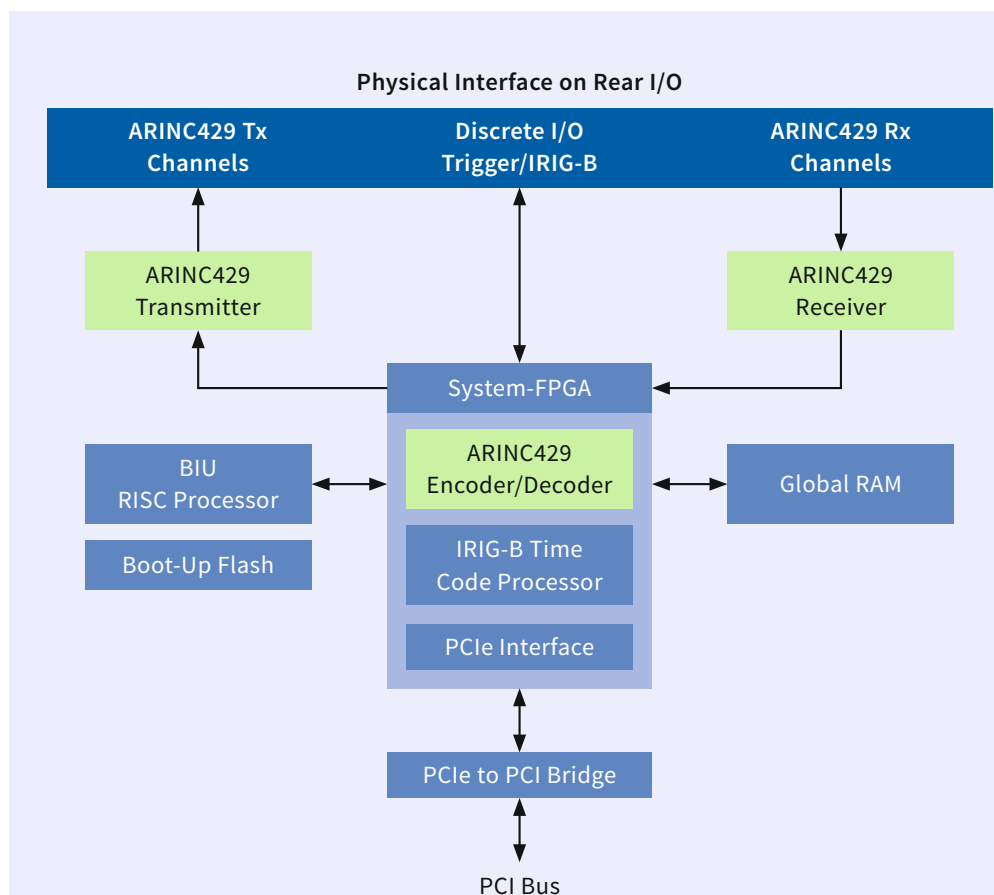 Physical Interface on Rear I/O
ARINC429 Tx
Channels
Discrete I/O
Trigger/IRIG-B
ARINC429 Rx
Channels
ARINC429
Transmitter
ARINC429
Receiver
System-FPGA
ARINC429
Encoder/Decoder
BIU
RISC Processor
Global RAM
Boot-Up Flash
IRIG-B Time
Code Processor
PCIe Interface
PCIe to PCI Bridge
PCI Bus